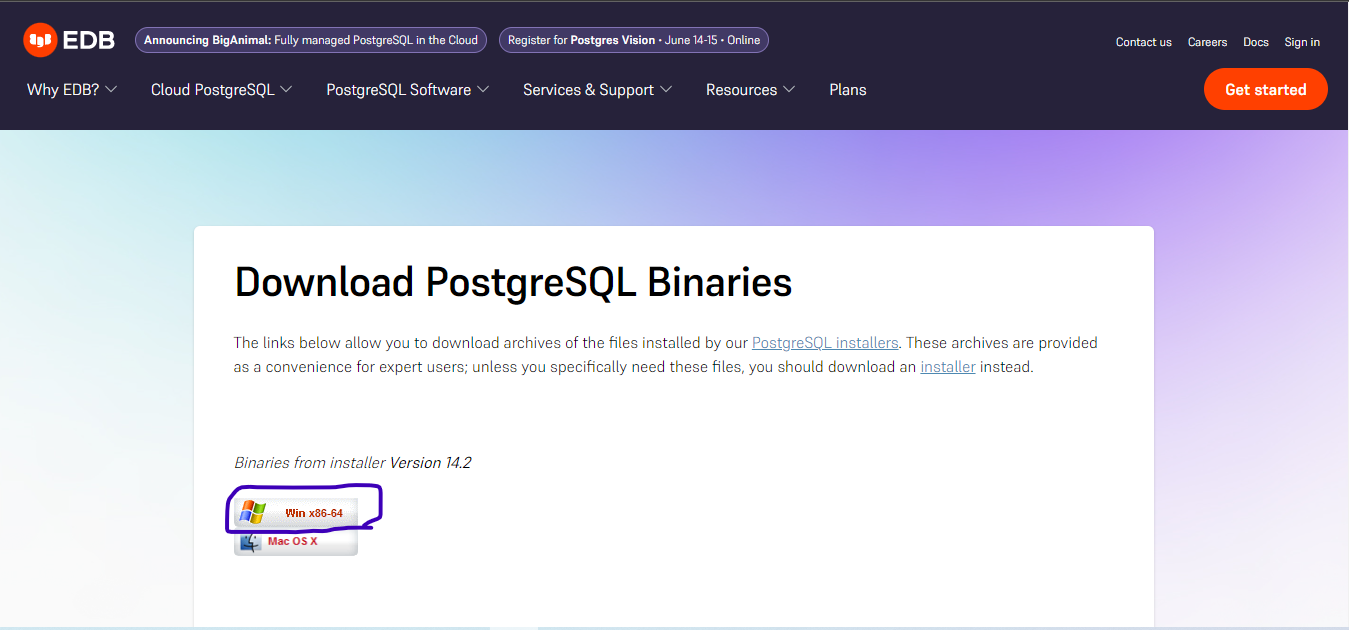 EDB
Announcing BigAnimal: Fully managed PostgreSQL in the Cloud
Register for Postgres Vision • June 14-15 • Online
Contact us Careers Docs Sign in
Why EDB? Cloud PostgreSQL PostgreSQL Software Services & Support Resources Plans
Get started
Download PostgreSQL Binaries
The links below allow you to download archives of the files installed by our PostgreSQL installers. These archives are provided
as a convenience for expert users; unless you specifically need these files, you should download an installer instead.
Binaries from installer Version 14.2
Win x86-64
Mac OS X